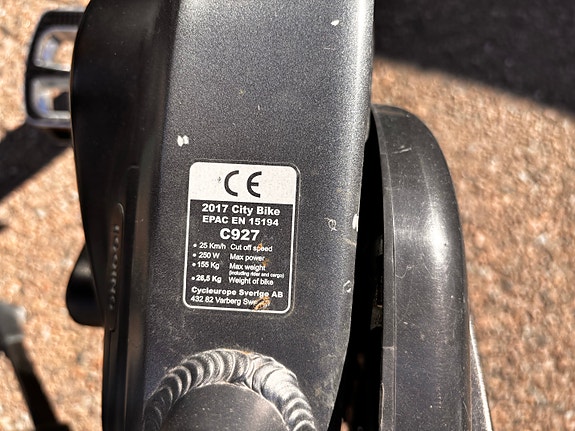 CE
2017 City Bike
EPAC EN 15194
C927
• 25 Km/h Cut off speed
• 250 W Max power
• 155 Kg Max weight
(including rider and cargo)
• 26,5 Kg Weight of bike
Cycleurope Sverige AB
432 82 Varberg